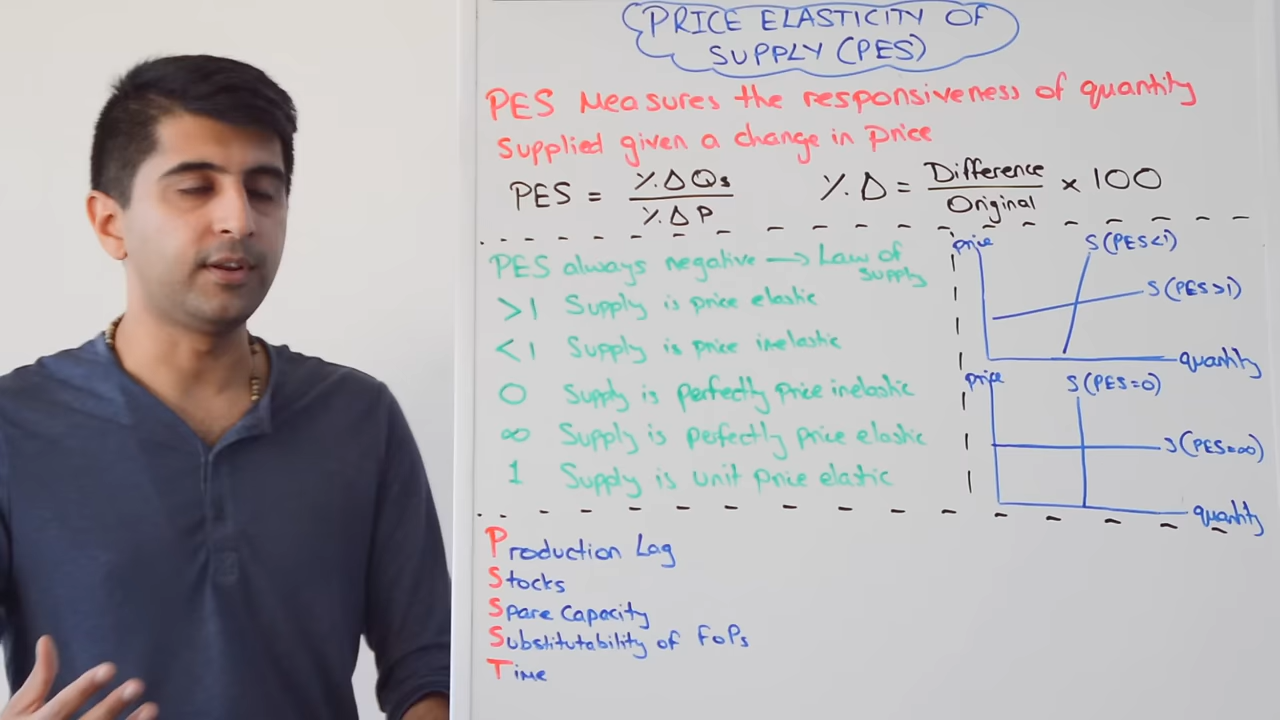 PRICE ELASTICITY OF
SUPPLY (PES)
PES Measures the responsiveness of quantity
supplied given a change in price
PES = %ΔQs / %ΔP
%Δ = Difference / Original × 100
PES always negative → Law of
supply
>1 Supply is price elastic
<1 Supply is price inelastic
0 Supply is perfectly price inelastic
∞ Supply is perfectly price elastic
1 Supply is unit price elastic
price
S(PES<1)
S(PES>1)
quantity
price
S(PES=0)
S(PES=∞)
quantity
Production Lag
Stocks
Spare Capacity
Substitutability of FoPs
Time